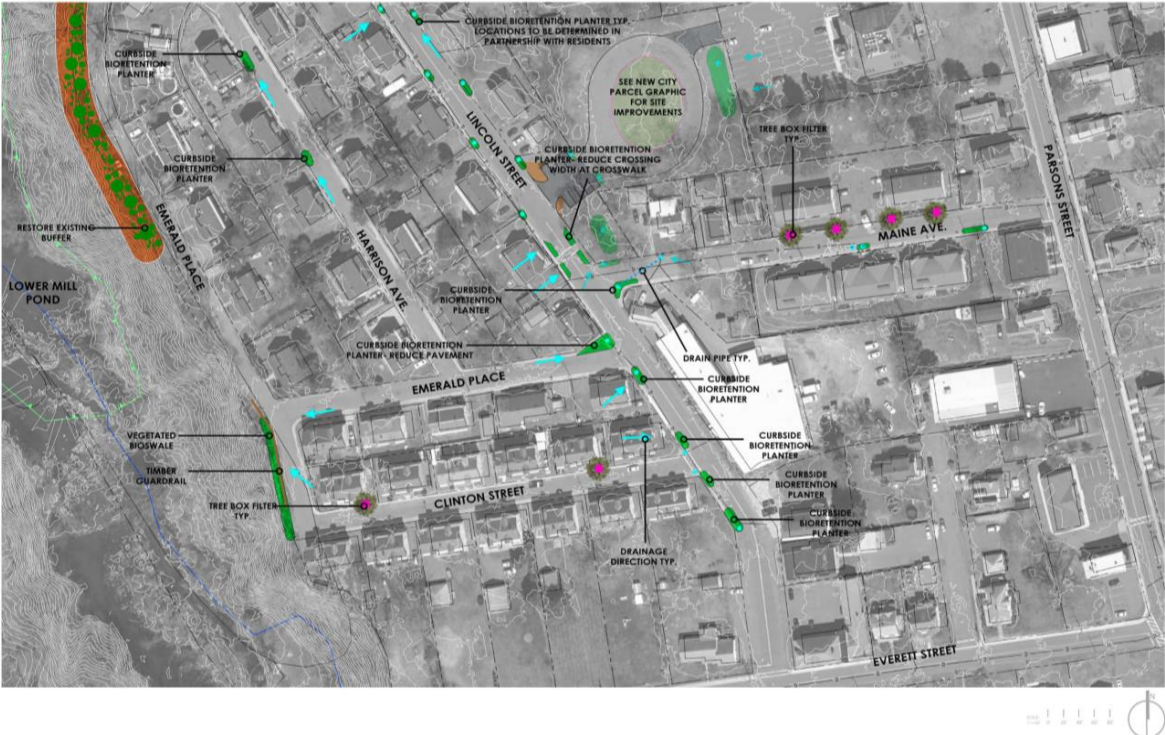 CURBSIDE BIORETENTION PLANTER TYP.
LOCATIONS TO BE DETERMINED IN
PARTNERSHIP WITH RESIDENTS
CURBSIDE
BIORETENTION
PLANTER
SEE NEW CITY
PARCEL GRAPHIC
FOR SITE
IMPROVEMENTS
LINCOLN STREET
TREE BOX FILTER
TYP.
CURBSIDE BIORETENTION
PLANTER- REDUCE CROSSING
WIDTH AT CROSSWALK
PARSONS STREET
CURBSIDE
BIORETENTION
PLANTER
RESTORE EXISTING
BUFFER
EMERALD PLACE
HARRISON AVE.
MAINE AVE.
LOWER MILL
POND
CURBSIDE
BIORETENTION
PLANTER
CURBSIDE BIORETENTION
PLANTER- REDUCE PAVEMENT
DRAIN PIPE TYP.
EMERALD PLACE
CURBSIDE
BIORETENTION
PLANTER
VEGETATED
BIOSWALE
CURBSIDE
BIORETENTION
PLANTER
TIMBER
GUARDRAIL
CURBSIDE
BIORETENTION
PLANTER
TREE BOX FILTER
TYP.
CLINTON STREET
CURBSIDE
BIORETENTION
PLANTER
DRAINAGE
DIRECTION TYP.
EVERETT STREET
N